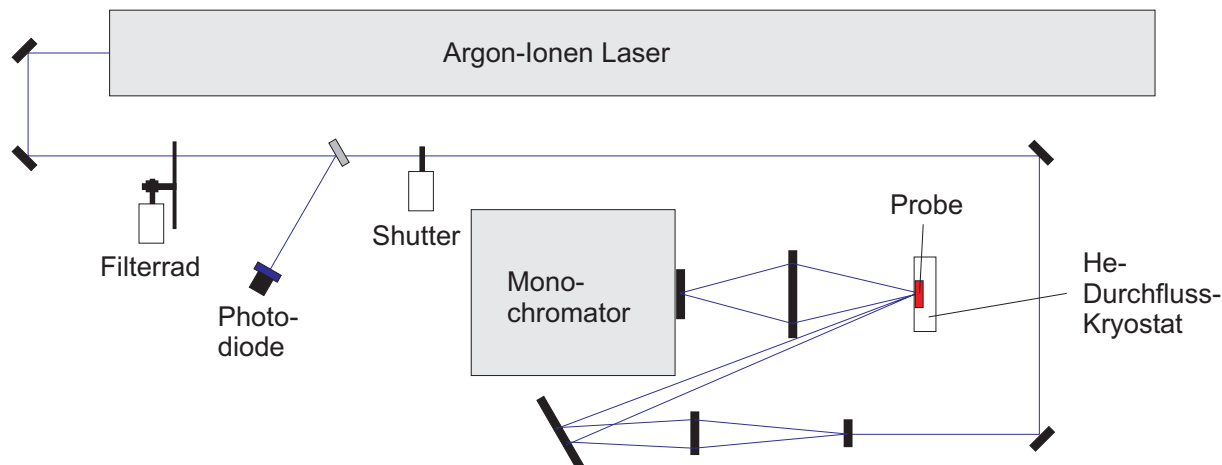 Argon-Ionen Laser
Filterrad
Photo-
diode
Shutter
Mono-
chromator
Probe
He-
Durchfluss-
Kryostat